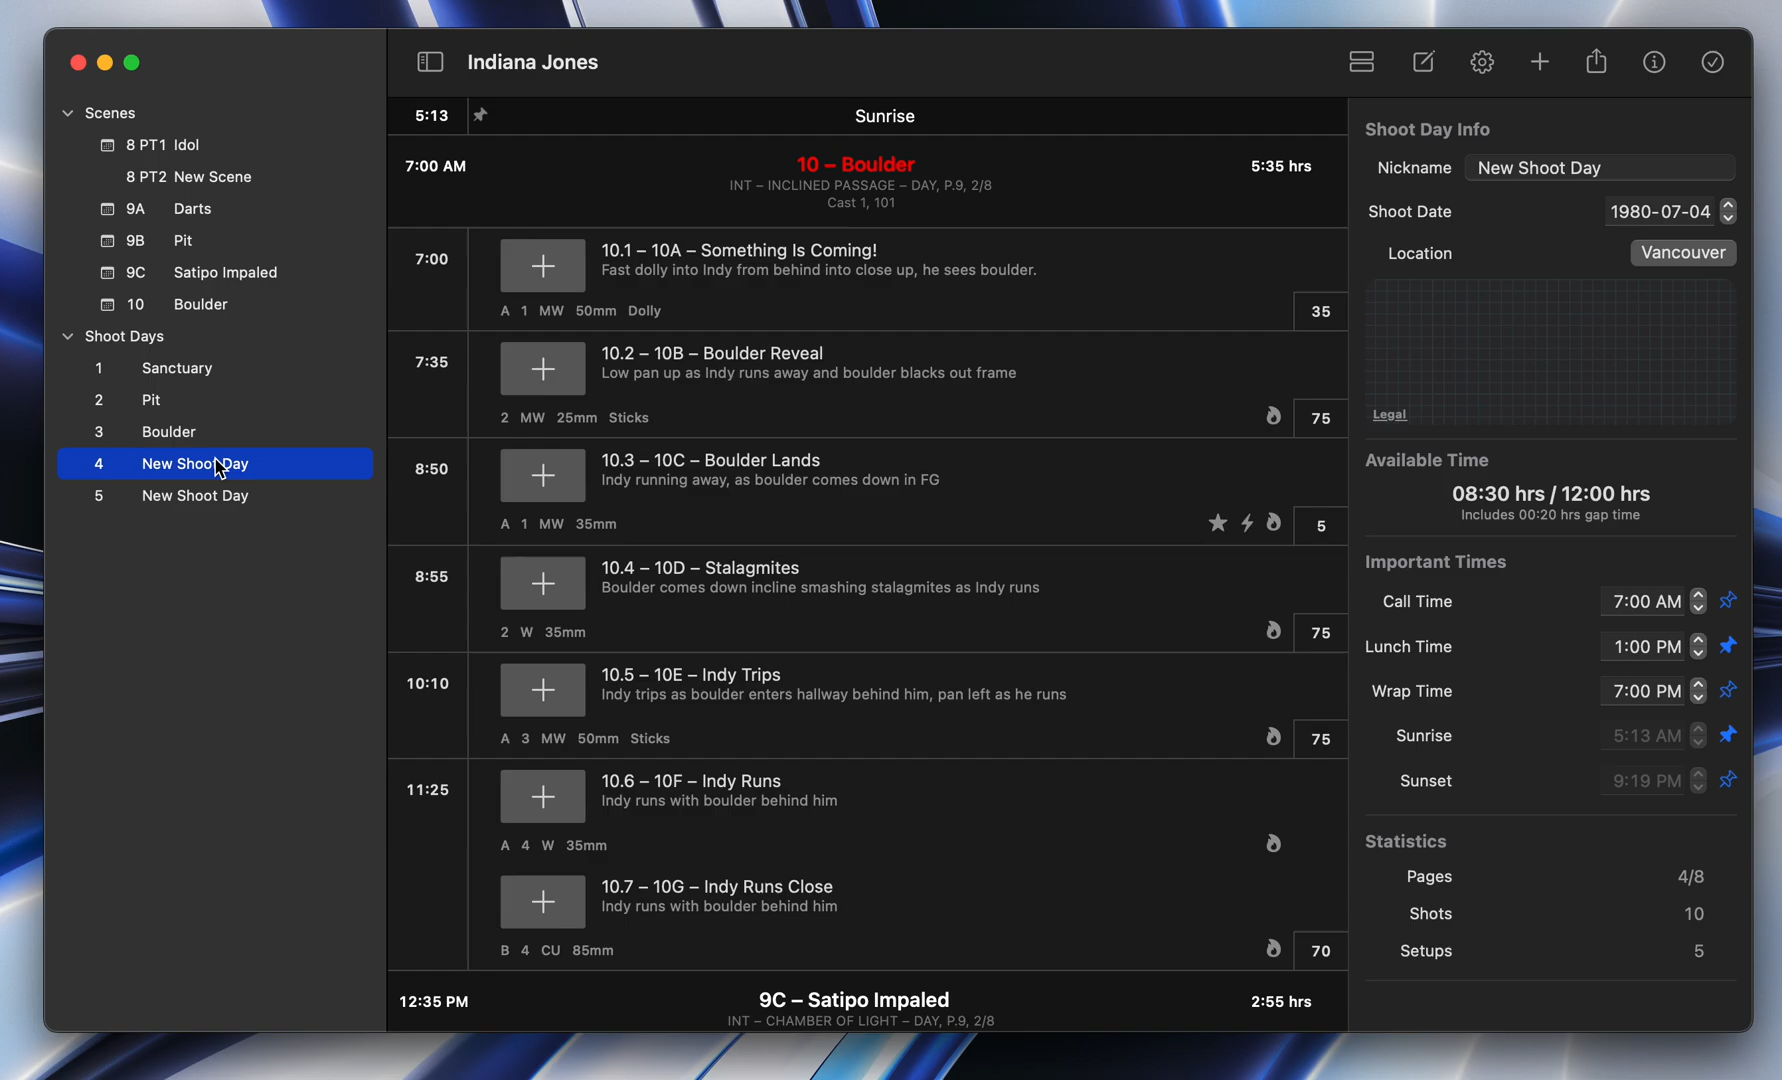 Indiana Jones
Scenes
8 PT1 Idol
8 PT2 New Scene
9A Darts
9B Pit
9C Satipo Impaled
10 Boulder
Shoot Days
1 Sanctuary
2 Pit
3 Boulder
4 New Shoot Day
5 New Shoot Day
5:13 Sunrise
7:00 AM 10 – Boulder 5:35 hrs
INT – INCLINED PASSAGE – DAY, P.9, 2/8
Cast 1, 101
7:00 10.1 – 10A – Something Is Coming!
Fast dolly into Indy from behind into close up, he sees boulder.
A 1 MW 50mm Dolly 35
7:35 10.2 – 10B – Boulder Reveal
Low pan up as Indy runs away and boulder blacks out frame
2 MW 25mm Sticks 75
8:50 10.3 – 10C – Boulder Lands
Indy running away, as boulder comes down in FG
A 1 MW 35mm 5
8:55 10.4 – 10D – Stalagmites
Boulder comes down incline smashing stalagmites as Indy runs
2 W 35mm 75
10:10 10.5 – 10E – Indy Trips
Indy trips as boulder enters hallway behind him, pan left as he runs
A 3 MW 50mm Sticks 75
11:25 10.6 – 10F – Indy Runs
Indy runs with boulder behind him
A 4 W 35mm
10.7 – 10G – Indy Runs Close
Indy runs with boulder behind him
B 4 CU 85mm 70
12:35 PM 9C – Satipo Impaled 2:55 hrs
INT – CHAMBER OF LIGHT – DAY, P.9, 2/8
Shoot Day Info
Nickname New Shoot Day
Shoot Date 1980-07-04
Location Vancouver
Legal
Available Time
08:30 hrs / 12:00 hrs
Includes 00:20 hrs gap time
Important Times
Call Time 7:00 AM
Lunch Time 1:00 PM
Wrap Time 7:00 PM
Sunrise 5:13 AM
Sunset 9:19 PM
Statistics
Pages 4/8
Shots 10
Setups 5